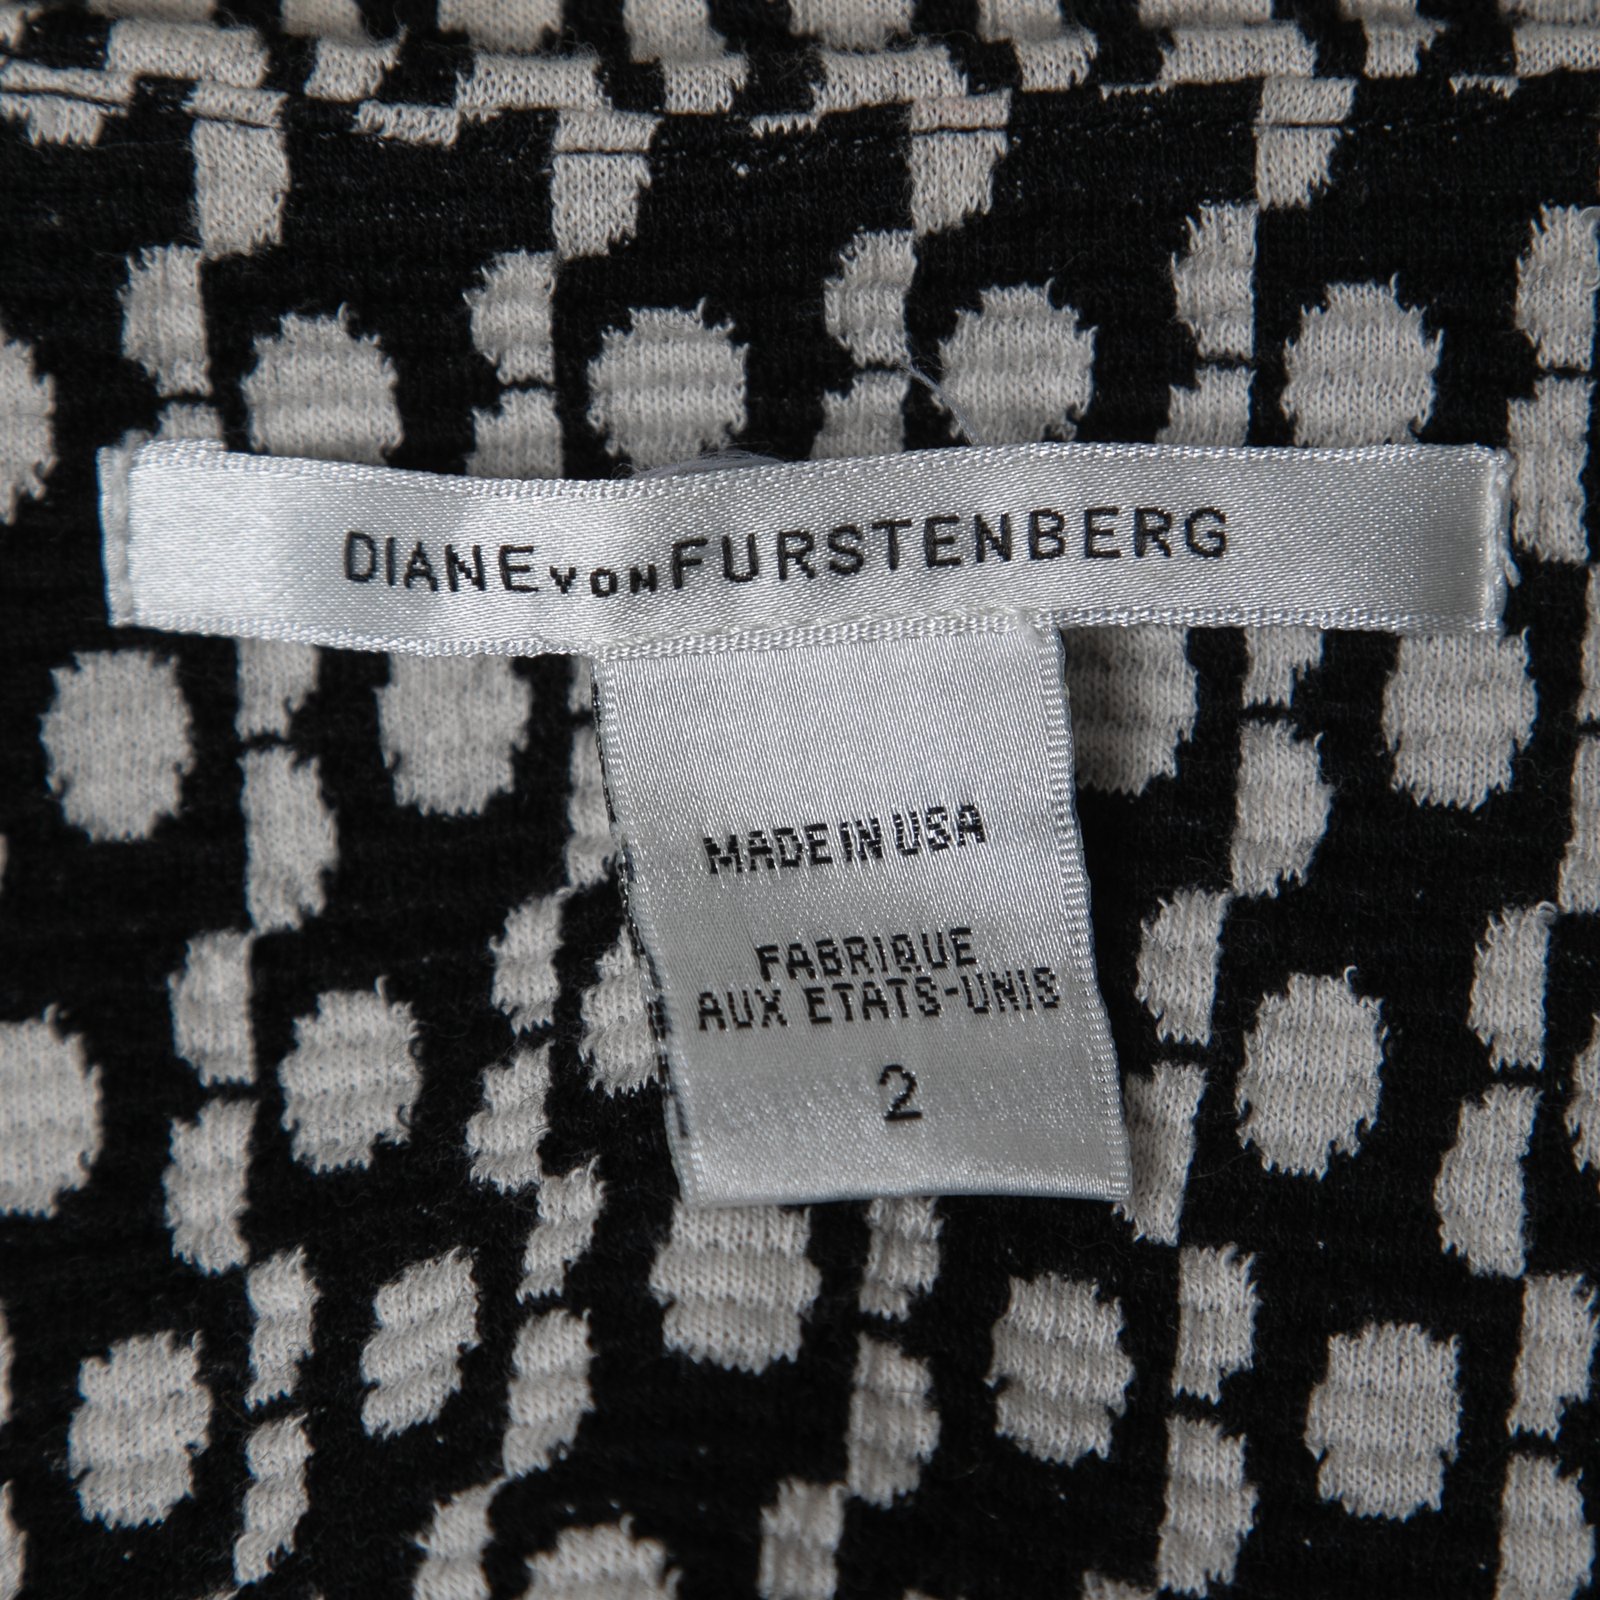 DIANE VON FURSTENBERG
MADE IN USA
FABRIQUE
AUX ETATS-UNIS
2